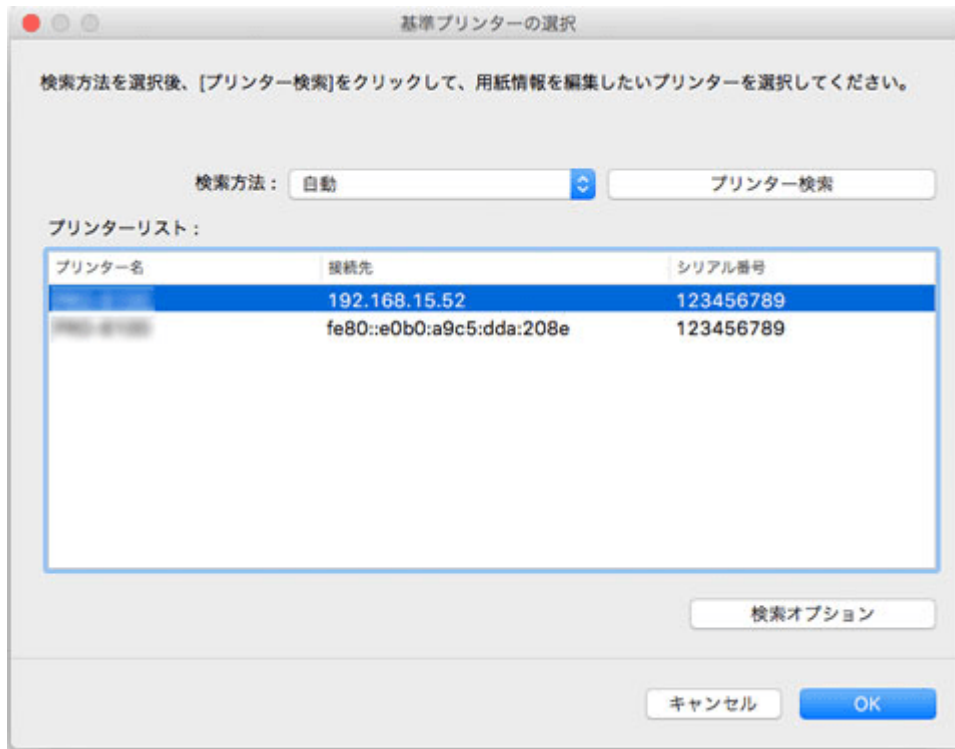 基準プリンターの選択
検索方法を選択後、[プリンター検索]をクリックして、用紙情報を編集したいプリンターを選択してください。
検索方法： 自動 プリンター検索
プリンターリスト：
プリンター名 接続先 シリアル番号
192.168.15.52 123456789
fe80::e0b0:a9c5:dda:208e 123456789
検索オプション
キャンセル OK